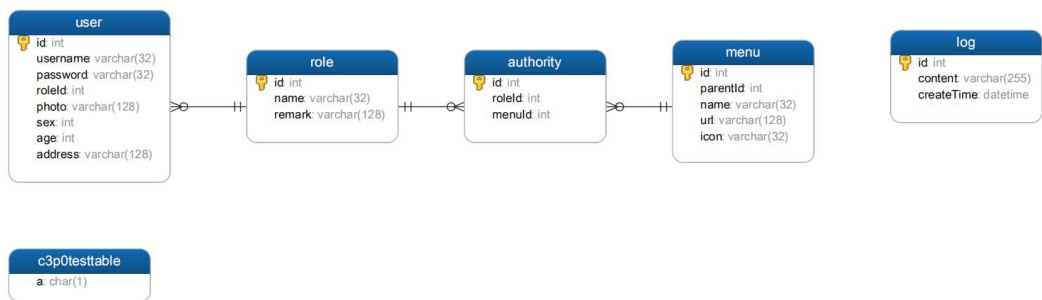 user
id: int
username: varchar(32)
password: varchar(32)
roleId: int
photo: varchar(128)
sex: int
age: int
address: varchar(128)
role
id: int
name: varchar(32)
remark: varchar(128)
authority
id: int
roleId: int
menuId: int
menu
id: int
parentId: int
name: varchar(32)
url: varchar(128)
icon: varchar(32)
log
id: int
content: varchar(255)
createTime: datetime
c3p0testtable
a: char(1)